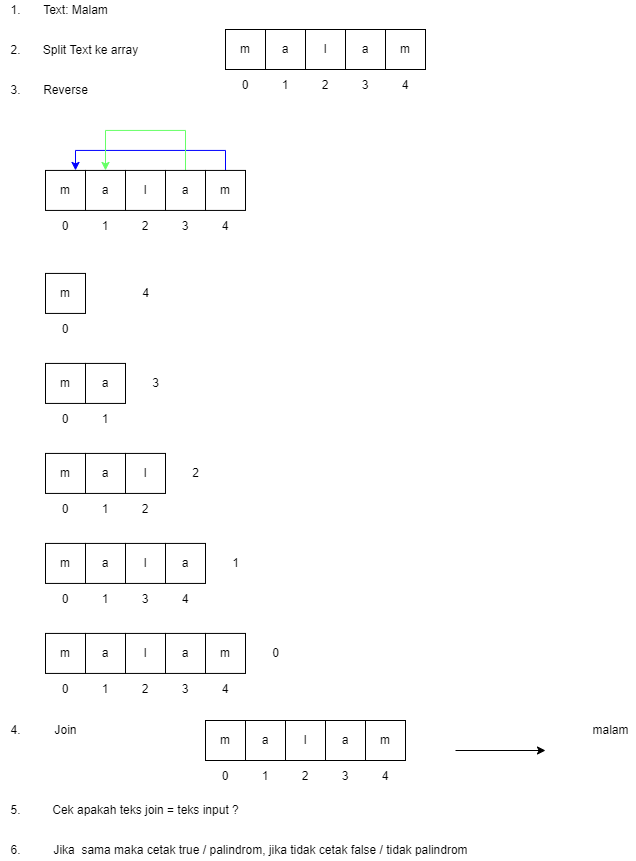 1. Text: Malam
2. Split Text ke array
m a l a m
0 1 2 3 4
3. Reverse
m a l a m
0 1 2 3 4
m 4
0
m a 3
0 1
m a l 2
0 1 2
m a l a 1
0 1 3 4
m a l a m 0
0 1 2 3 4
4. Join
m a l a m malam
0 1 2 3 4
5. Cek apakah teks join = teks input ?
6. Jika sama maka cetak true / palindrom, jika tidak cetak false / tidak palindrom